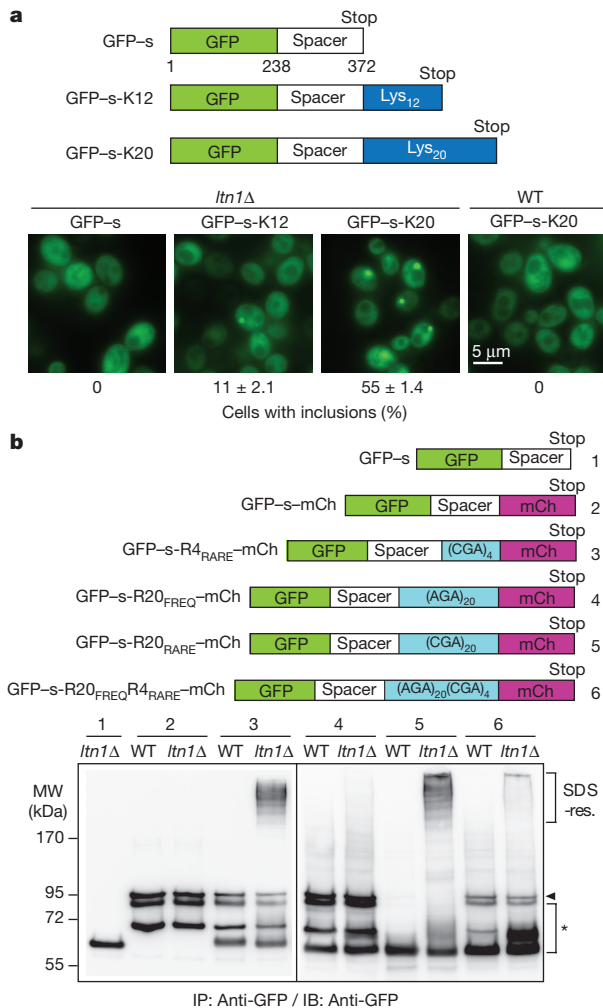 a
Stop
GFP–s GFP Spacer
1 238 372 Stop
GFP–s-K12 GFP Spacer Lys12
Stop
GFP–s-K20 GFP Spacer Lys20
ltn1Δ WT
GFP–s GFP–s-K12 GFP–s-K20 GFP–s-K20
5 μm
0 11 ± 2.1 55 ± 1.4 0
Cells with inclusions (%)
b
Stop
GFP–s GFP Spacer 1
Stop
GFP–s-mCh GFP Spacer mCh 2
Stop
GFP–s-R4RARE–mCh GFP Spacer (CGA)4 mCh 3
Stop
GFP–s-R20FREQ–mCh GFP Spacer (AGA)20 mCh 4
Stop
GFP–s-R20RARE–mCh GFP Spacer (CGA)20 mCh 5
Stop
GFP–s-R20FREQR4RARE–mCh GFP Spacer (AGA)20(CGA)4 mCh 6
1 2 3 4 5 6
ltn1Δ WT ltn1Δ WT ltn1Δ WT ltn1Δ WT ltn1Δ WT ltn1Δ
MW
(kDa)
SDS
-res.
170
95
72
*
55
IP: Anti-GFP / IB: Anti-GFP